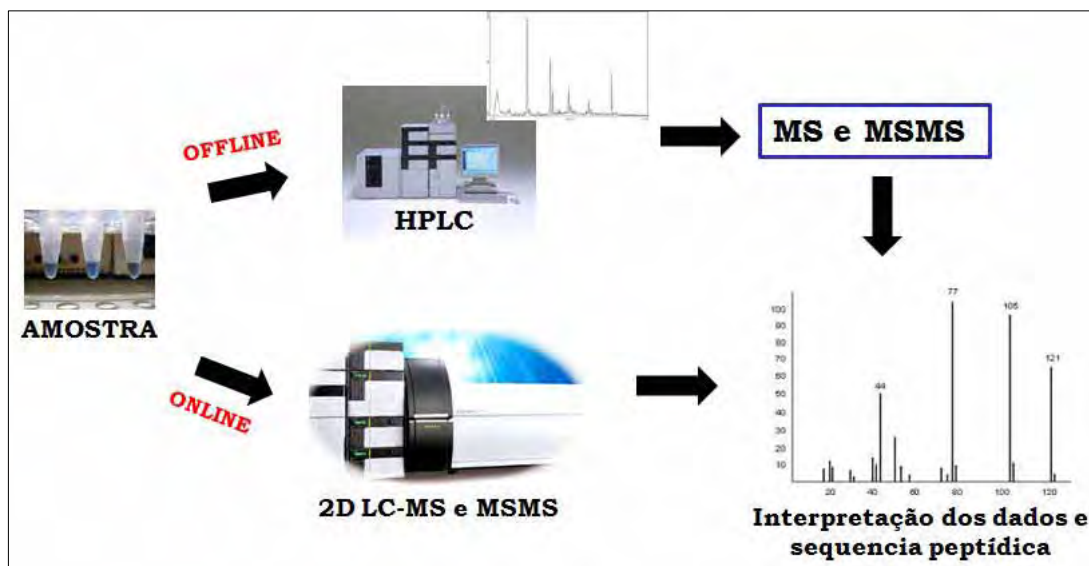 OFFLINE
MS e MSMS
HPLC
AMOSTRA
ONLINE
2D LC-MS e MSMS
77
105
121
44
100
90
80
70
60
50
40
30
20
10
20 40 60 80 100 120
Interpretação dos dados e
sequencia peptídica